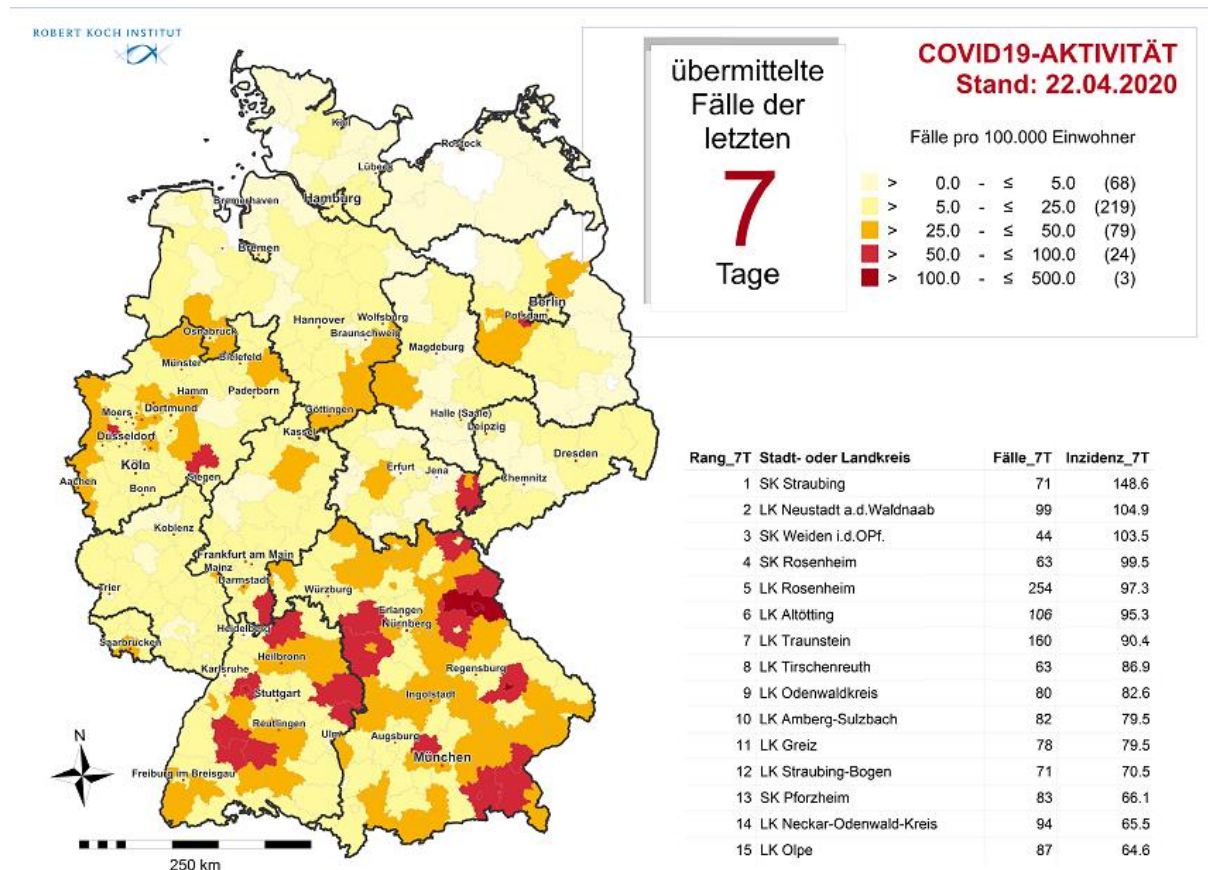 ROBERT KOCH INSTITUT
übermittelte
Fälle der
letzten
7
Tage
COVID19-AKTIVITÄT
Stand: 22.04.2020
Fälle pro 100.000 Einwohner
> 0.0 - ≤ 5.0 (68)
> 5.0 - ≤ 25.0 (219)
> 25.0 - ≤ 50.0 (79)
> 50.0 - ≤ 100.0 (24)
> 100.0 - ≤ 500.0 (3)
Kiel
Rostock
Lübeck
Bremerhaven
Hamburg
Bremen
Berlin
Potsdam
Hannover
Wolfsburg
Braunschweig
Osnabrück
Magdeburg
Münster
Bielefeld
Hamm
Paderborn
Moers
Dortmund
Göttingen
Halle (Saale)
Leipzig
Düsseldorf
Kassel
Dresden
Köln
Siegen
Erfurt
Jena
Chemnitz
Aachen
Bonn
Koblenz
Frankfurt am Main
Mainz
Darmstadt
Trier
Würzburg
Erlangen
Nürnberg
Heidelberg
Saarbrücken
Heilbronn
Karlsruhe
Regensburg
Stuttgart
Ingolstadt
Reutlingen
Ulm
Augsburg
München
Freiburg im Breisgau
N
250 km
Rang_7T Stadt- oder Landkreis Fälle_7T Inzidenz_7T
1 SK Straubing 71 148.6
2 LK Neustadt a.d.Waldnaab 99 104.9
3 SK Weiden i.d.OPf. 44 103.5
4 SK Rosenheim 63 99.5
5 LK Rosenheim 254 97.3
6 LK Altötting 106 95.3
7 LK Traunstein 160 90.4
8 LK Tirschenreuth 63 86.9
9 LK Odenwaldkreis 80 82.6
10 LK Amberg-Sulzbach 82 79.5
11 LK Greiz 78 79.5
12 LK Straubing-Bogen 71 70.5
13 SK Pforzheim 83 66.1
14 LK Neckar-Odenwald-Kreis 94 65.5
15 LK Olpe 87 64.6